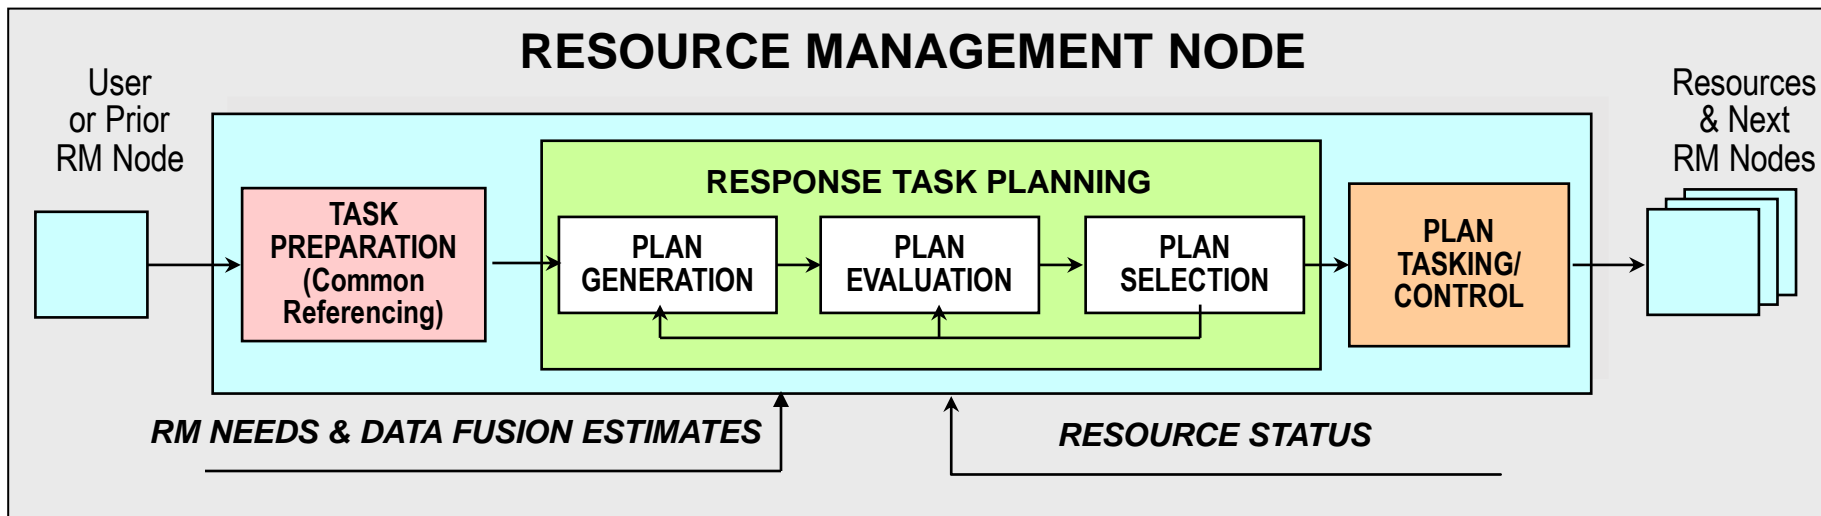 RESOURCE MANAGEMENT NODE
User
or Prior
RM Node
Resources
& Next
RM Nodes
RESPONSE TASK PLANNING
TASK
PREPARATION
(Common
Referencing)
PLAN
GENERATION
PLAN
EVALUATION
PLAN
SELECTION
PLAN
TASKING/
CONTROL
RM NEEDS & DATA FUSION ESTIMATES
RESOURCE STATUS